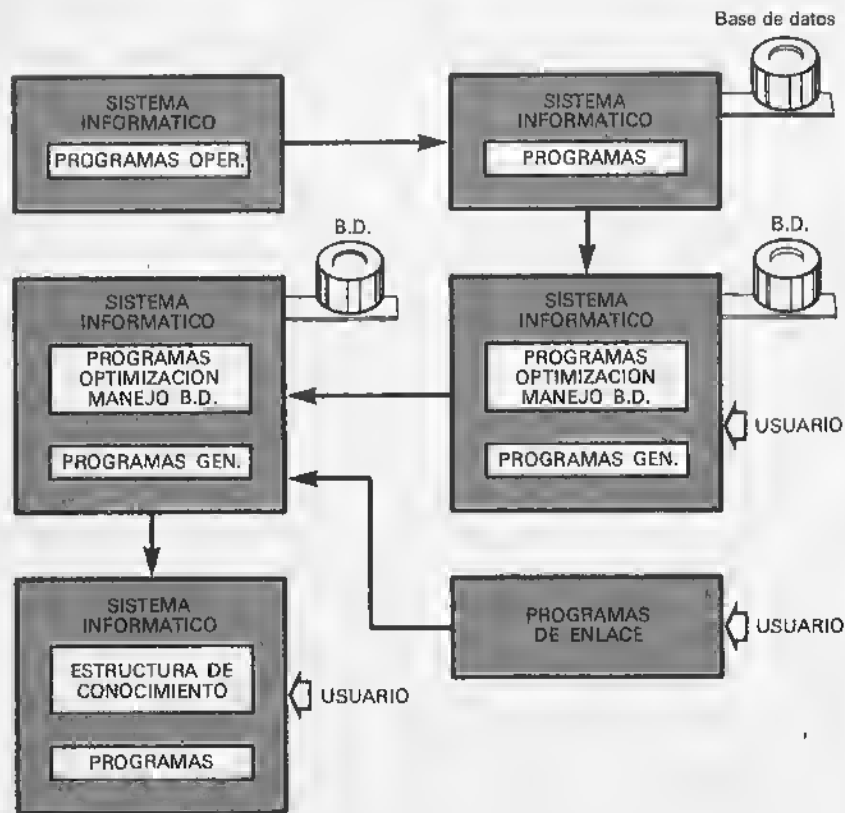 Base de datos
SISTEMA
INFORMATICO
PROGRAMAS OPER.
SISTEMA
INFORMATICO
PROGRAMAS
B.D.
SISTEMA
INFORMATICO
PROGRAMAS
OPTIMIZACION
MANEJO B.D.
PROGRAMAS GEN.
B.D.
SISTEMA
INFORMATICO
PROGRAMAS
OPTIMIZACION
MANEJO B.D.
PROGRAMAS GEN.
USUARIO
SISTEMA
INFORMATICO
ESTRUCTURA DE
CONOCIMIENTO
PROGRAMAS
USUARIO
PROGRAMAS
DE ENLACE
USUARIO